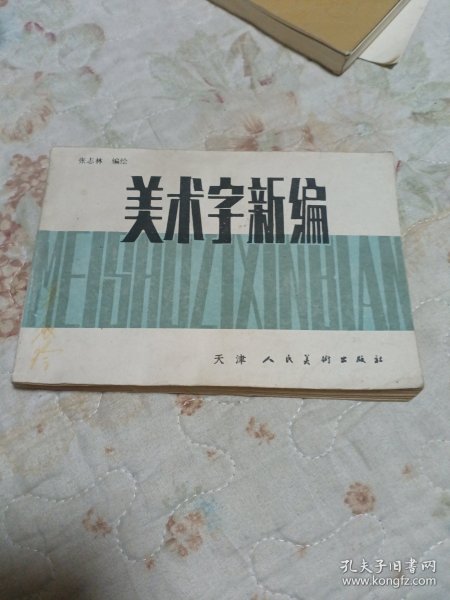 张志林 编绘
美术字新编
MEISHUZIXINBIAN
天津 人民美術出版社
孔夫子旧书网
www.kongfz.com